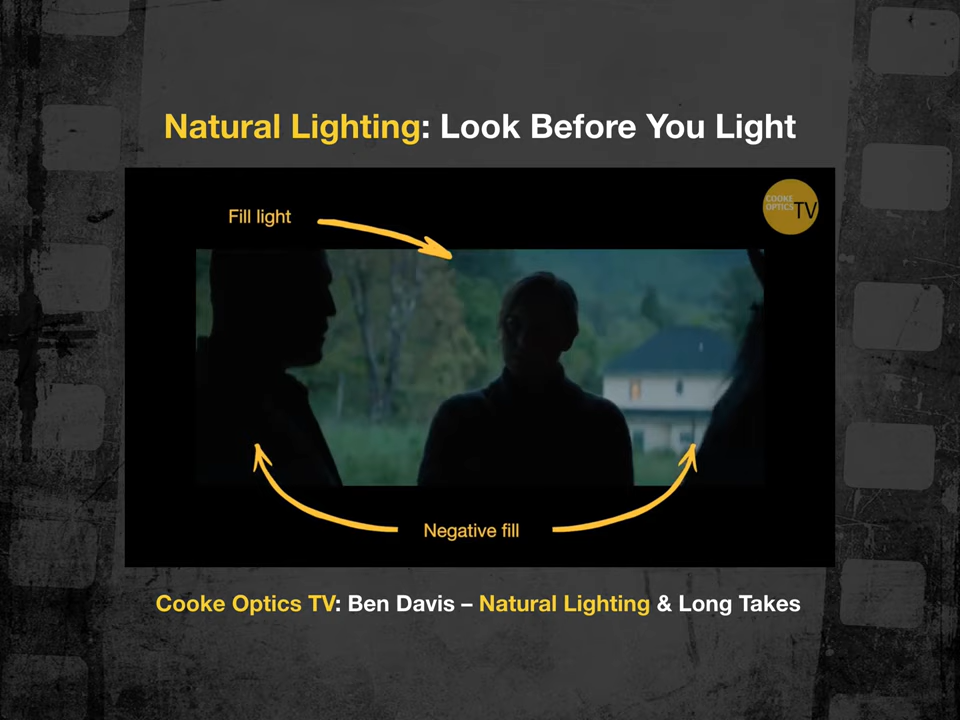 Natural Lighting: Look Before You Light
Fill light
COOKE
OPTICS TV
Negative fill
Cooke Optics TV: Ben Davis – Natural Lighting & Long Takes